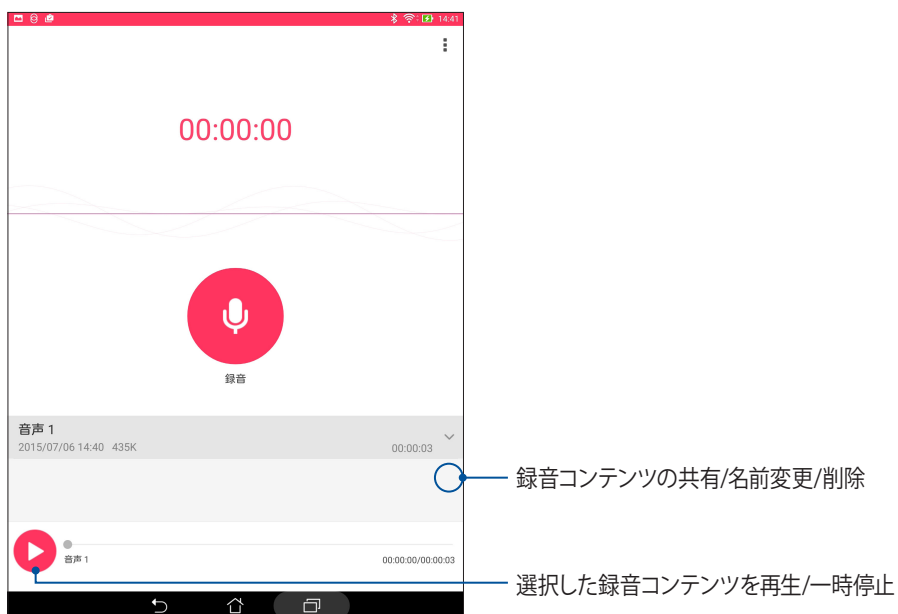 14:41
00:00:00
録音
音声 1
2015/07/06 14:40 435K
00:00:03
録音コンテンツの共有/名前変更/削除
音声 1
00:00:00/00:00:03
選択した録音コンテンツを再生/一時停止